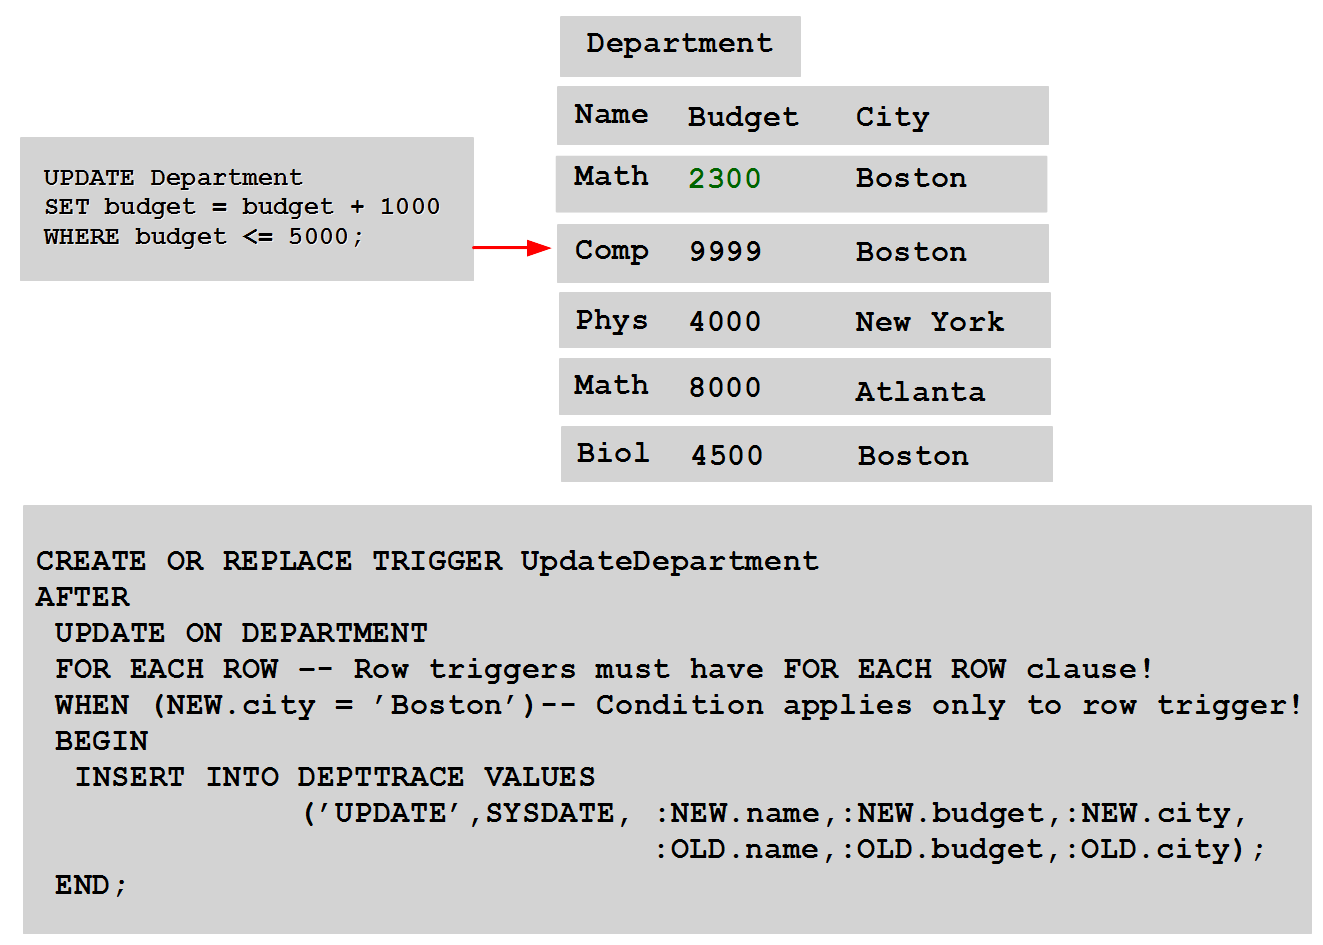 Department
Name Budget City
Math 2300 Boston
UPDATE Department
SET budget = budget + 1000
WHERE budget <= 5000;
Comp 9999 Boston
Phys 4000 New York
Math 8000 Atlanta
Biol 4500 Boston
CREATE OR REPLACE TRIGGER UpdateDepartment
AFTER
UPDATE ON DEPARTMENT
FOR EACH ROW –– Row triggers must have FOR EACH ROW clause!
WHEN (NEW.city = ’Boston’)-- Condition applies only to row trigger!
BEGIN
INSERT INTO DEPTTRACE VALUES
(’UPDATE’,SYSDATE, :NEW.name,:NEW.budget,:NEW.city,
:OLD.name,:OLD.budget,:OLD.city);
END;